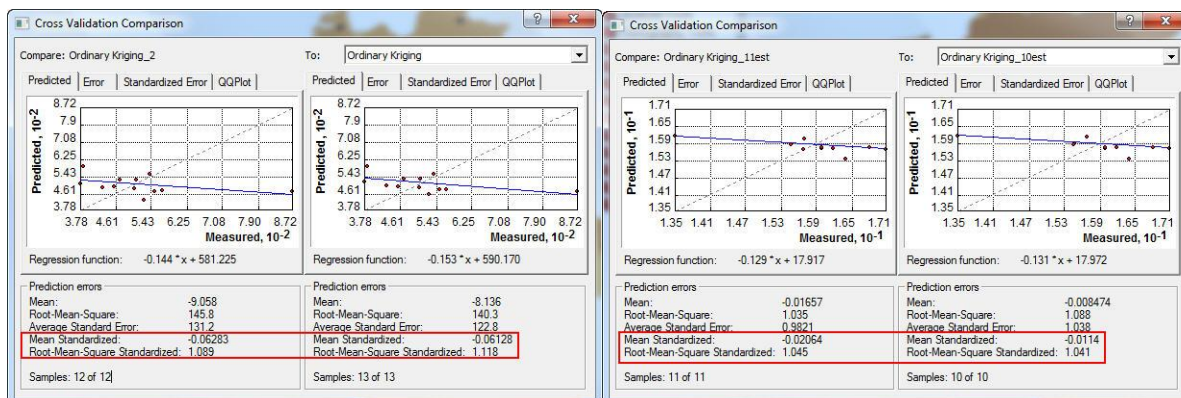 Cross Validation Comparison
Compare: Ordinary Kriging_2
To: Ordinary Kriging
Predicted Error Standardized Error QQPlot
Predicted Error Standardized Error QQPlot
Predicted, 10-2
8.72
7.9
7.08
6.25
5.43
4.61
3.78
3.78 4.61 5.43 6.25 7.08 7.90 8.72
Measured, 10-2
Predicted, 10-2
8.72
7.9
7.08
6.25
5.43
4.61
3.78
3.78 4.61 5.43 6.25 7.08 7.90 8.72
Measured, 10-2
Regression function: -0.144 * x + 581.225
Regression function: -0.153 * x + 590.170
Prediction errors
Mean: -9.058
Root-Mean-Square: 145.8
Average Standard Error: 131.2
Mean Standardized: -0.06283
Root-Mean-Square Standardized: 1.089
Samples: 12 of 12
Prediction errors
Mean: -8.136
Root-Mean-Square: 140.3
Average Standard Error: 122.8
Mean Standardized: -0.06128
Root-Mean-Square Standardized: 1.118
Samples: 13 of 13
Cross Validation Comparison
Compare: Ordinary Kriging_11est
To: Ordinary Kriging_10est
Predicted Error Standardized Error QQPlot
Predicted Error Standardized Error QQPlot
Predicted, 10-1
1.71
1.65
1.59
1.53
1.47
1.41
1.35
1.35 1.41 1.47 1.53 1.59 1.65 1.71
Measured, 10-1
Predicted, 10-1
1.71
1.65
1.59
1.53
1.47
1.41
1.35
1.35 1.41 1.47 1.53 1.59 1.65 1.71
Measured, 10-1
Regression function: -0.129 * x + 17.917
Regression function: -0.131 * x + 17.972
Prediction errors
Mean: -0.01657
Root-Mean-Square: 1.035
Average Standard Error: 0.9821
Mean Standardized: -0.02064
Root-Mean-Square Standardized: 1.045
Samples: 11 of 11
Prediction errors
Mean: -0.008474
Root-Mean-Square: 1.088
Average Standard Error: 1.038
Mean Standardized: -0.0114
Root-Mean-Square Standardized: 1.041
Samples: 10 of 10